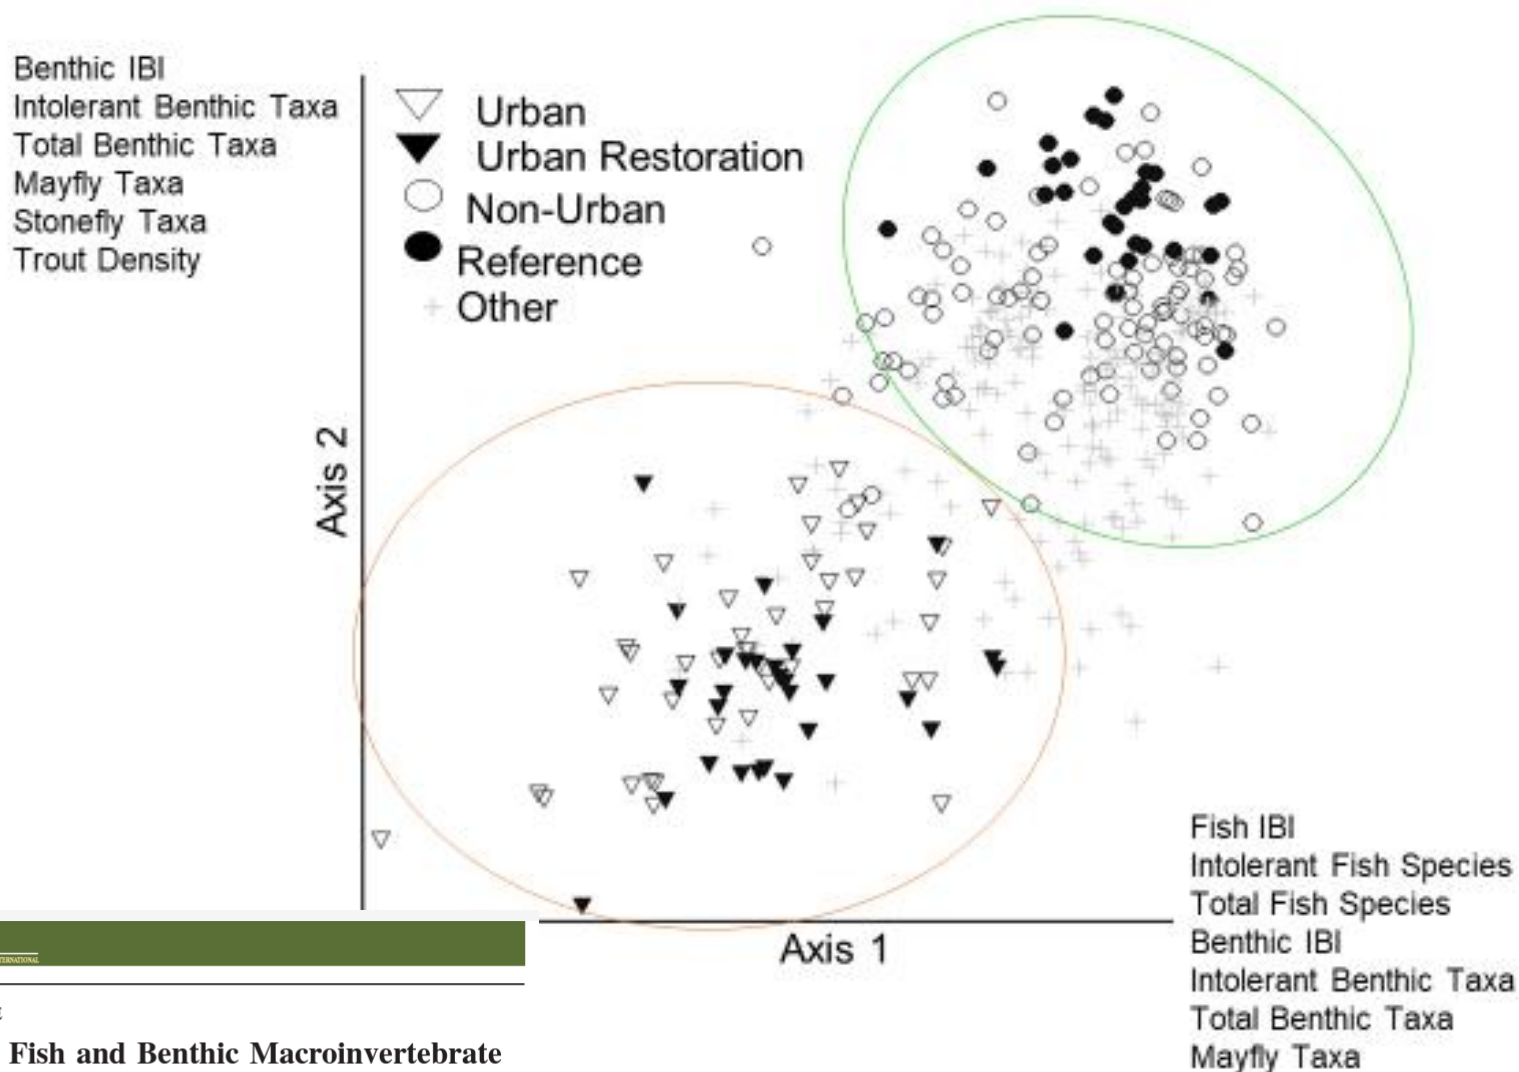 Benthic IBI
Intolerant Benthic Taxa
Total Benthic Taxa
Mayfly Taxa
Stonefly Taxa
Trout Density
Urban
Urban Restoration
Non-Urban
Reference
Other
Axis 2
Axis 1
Fish IBI
Intolerant Fish Species
Total Fish Species
Benthic IBI
Intolerant Benthic Taxa
Total Benthic Taxa
Mayfly Taxa
Fish and Benthic Macroinvertebrate